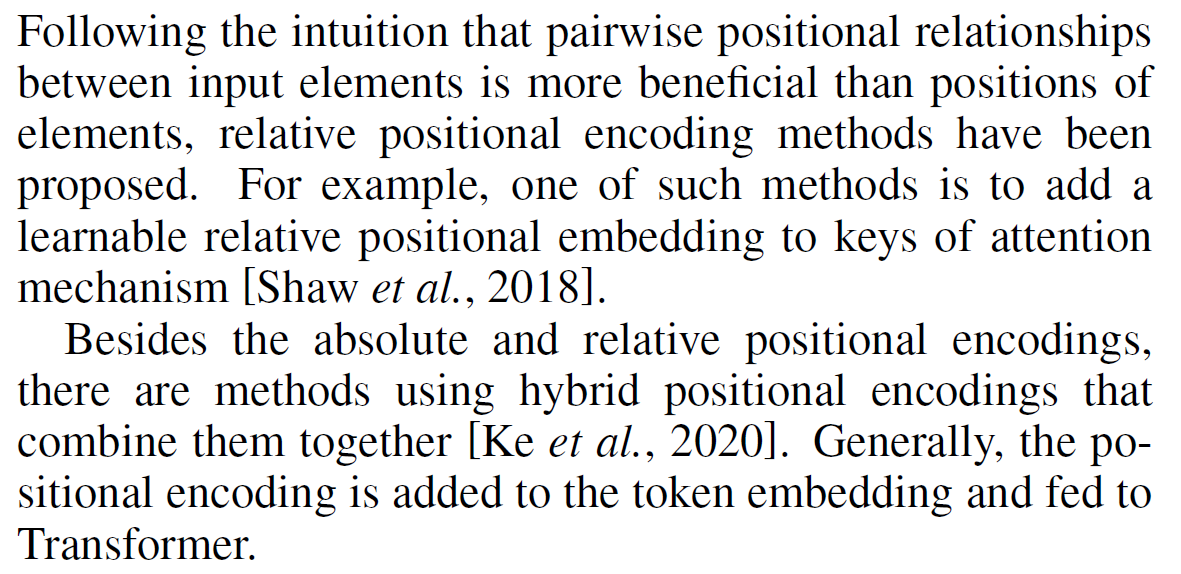 Following the intuition that pairwise positional relationships
between input elements is more beneficial than positions of
elements, relative positional encoding methods have been
proposed. For example, one of such methods is to add a
learnable relative positional embedding to keys of attention
mechanism [Shaw et al., 2018].
Besides the absolute and relative positional encodings,
there are methods using hybrid positional encodings that
combine them together [Ke et al., 2020]. Generally, the po-
sitional encoding is added to the token embedding and fed to
Transformer.